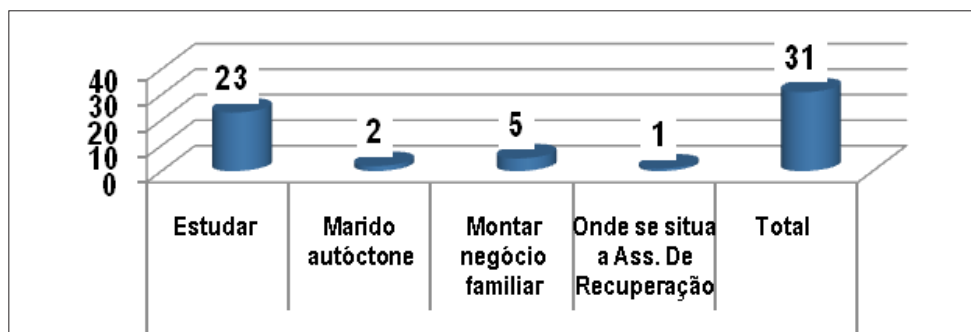 40
30
20
10
0
23
2
5
1
31
Estudar
Marido
autóctone
Montar
negócio
familiar
Onde se situa
a Ass. De
Recuperação
Total